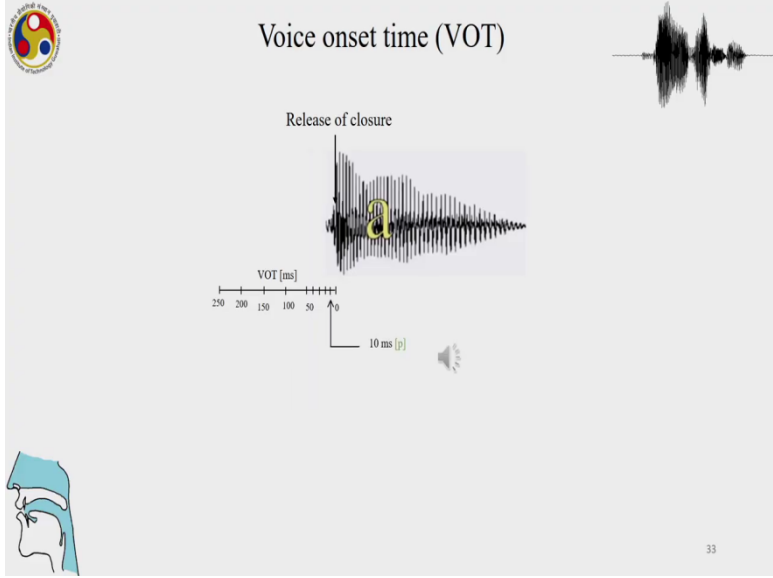 Voice onset time (VOT)
Release of closure
a
VOT [ms]
250 200 150 100 50 0
10 ms [p]
33